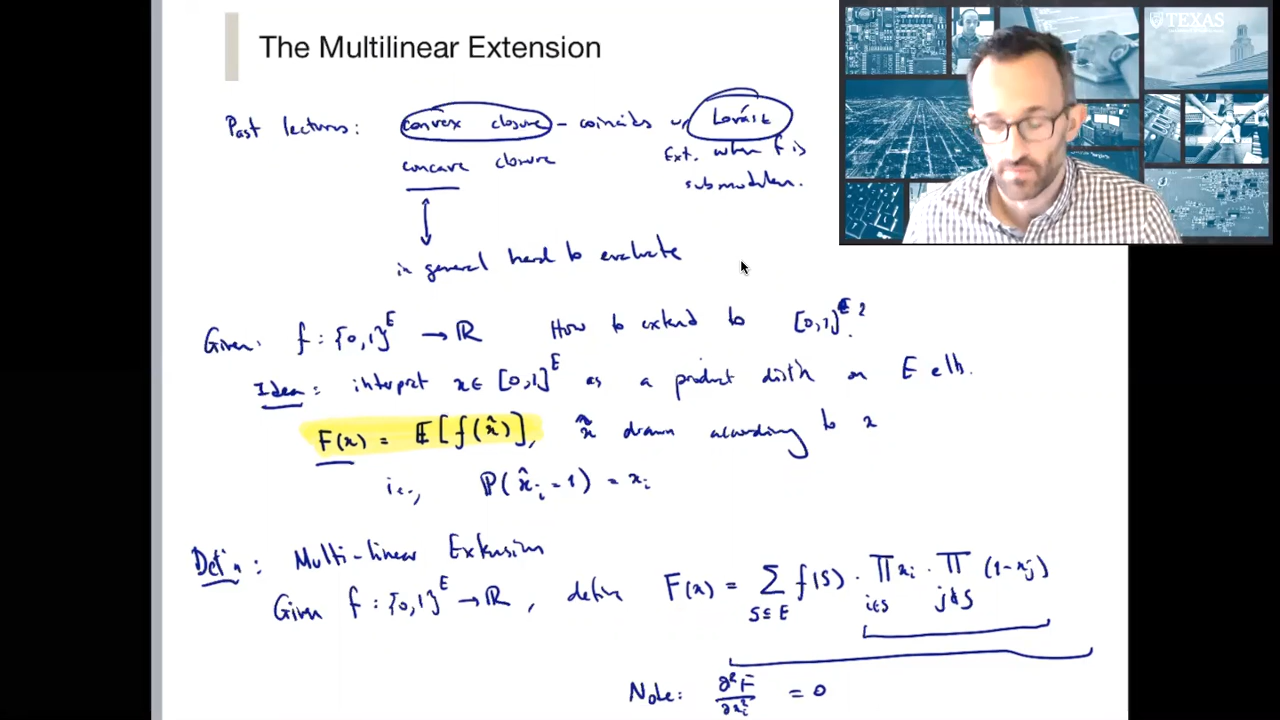 The Multilinear Extension
TEXAS
Past lectures: convex closure - coincides w/ Lovász
concave closure Ext. when f is
submodular.
in general hard to evaluate
Given: f : {0,1}^E → ℝ How to extend to [0,1]^E ?
Idea: interpret x ∈ [0,1]^E as a product distn on E elts.
F(x) = 𝔼[f(x̂)], x̂ drawn according to x
i.e., ℙ(x̂_i = 1) = x_i
Def'n: Multi-linear Extension
Given f : {0,1}^E → ℝ, define F(x) = ∑_{S⊆E} f(S) · ∏_{i∈S} x_i · ∏_{j∉S} (1-x_j)
Note: ∂²F/∂x_i² = 0